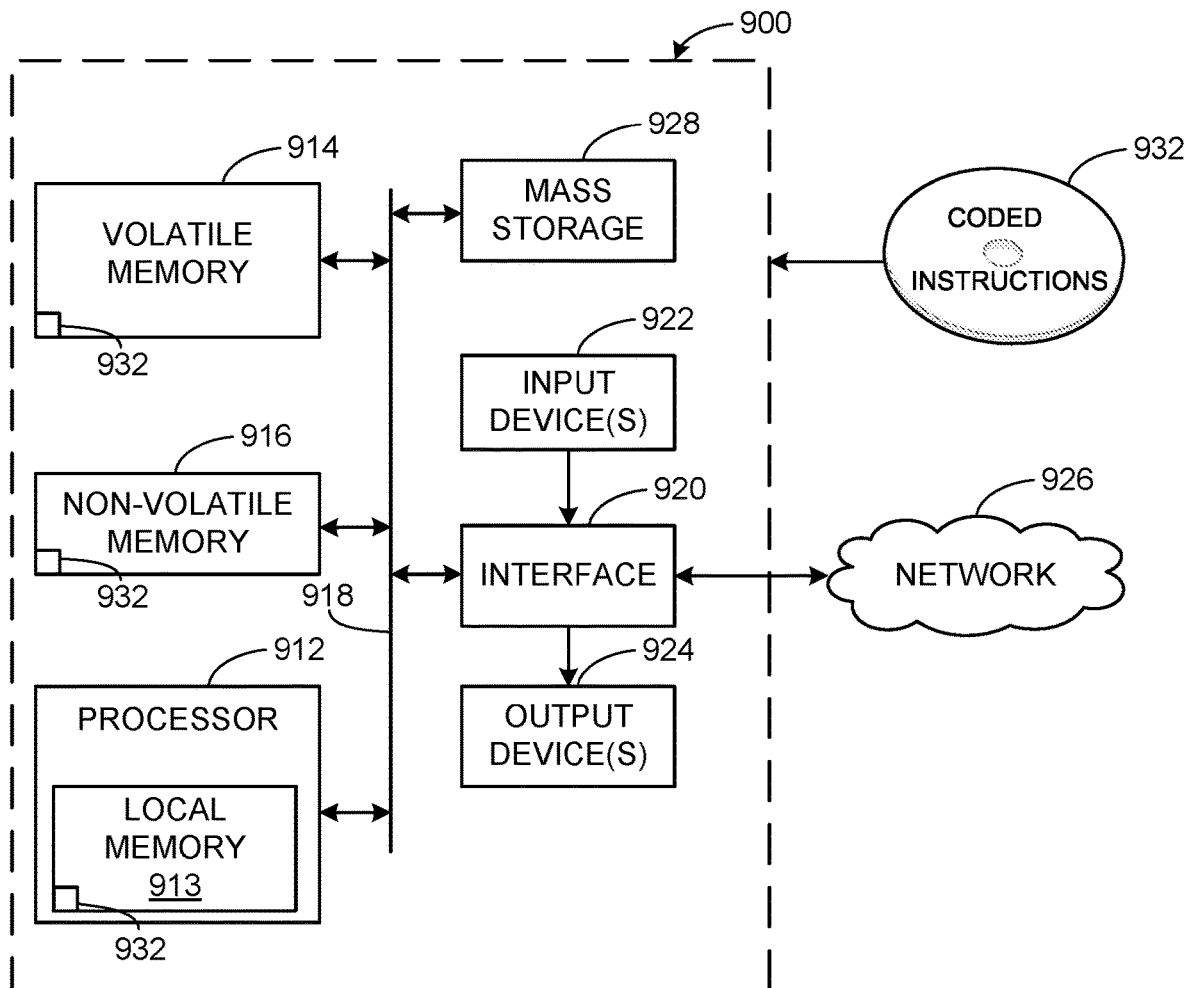 900
914
VOLATILE
MEMORY
932
928
MASS
STORAGE
932
CODED
INSTRUCTIONS
922
INPUT
DEVICE(S)
916
NON-VOLATILE
MEMORY
932
918
920
INTERFACE
926
NETWORK
912
PROCESSOR
LOCAL
MEMORY
913
932
924
OUTPUT
DEVICE(S)